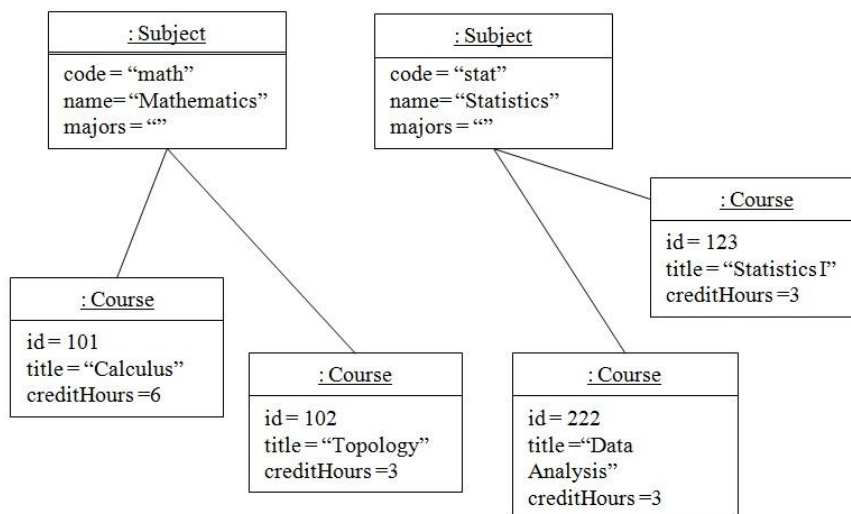 : Subject
code = “math”
name= “Mathematics”
majors = “”
: Subject
code = “stat”
name= “Statistics”
majors = “”
: Course
id = 123
title = “Statistics I”
creditHours =3
: Course
id = 101
title = “Calculus”
creditHours =6
: Course
id = 102
title = “Topology”
creditHours =3
: Course
id = 222
title =“Data
Analysis”
creditHours =3